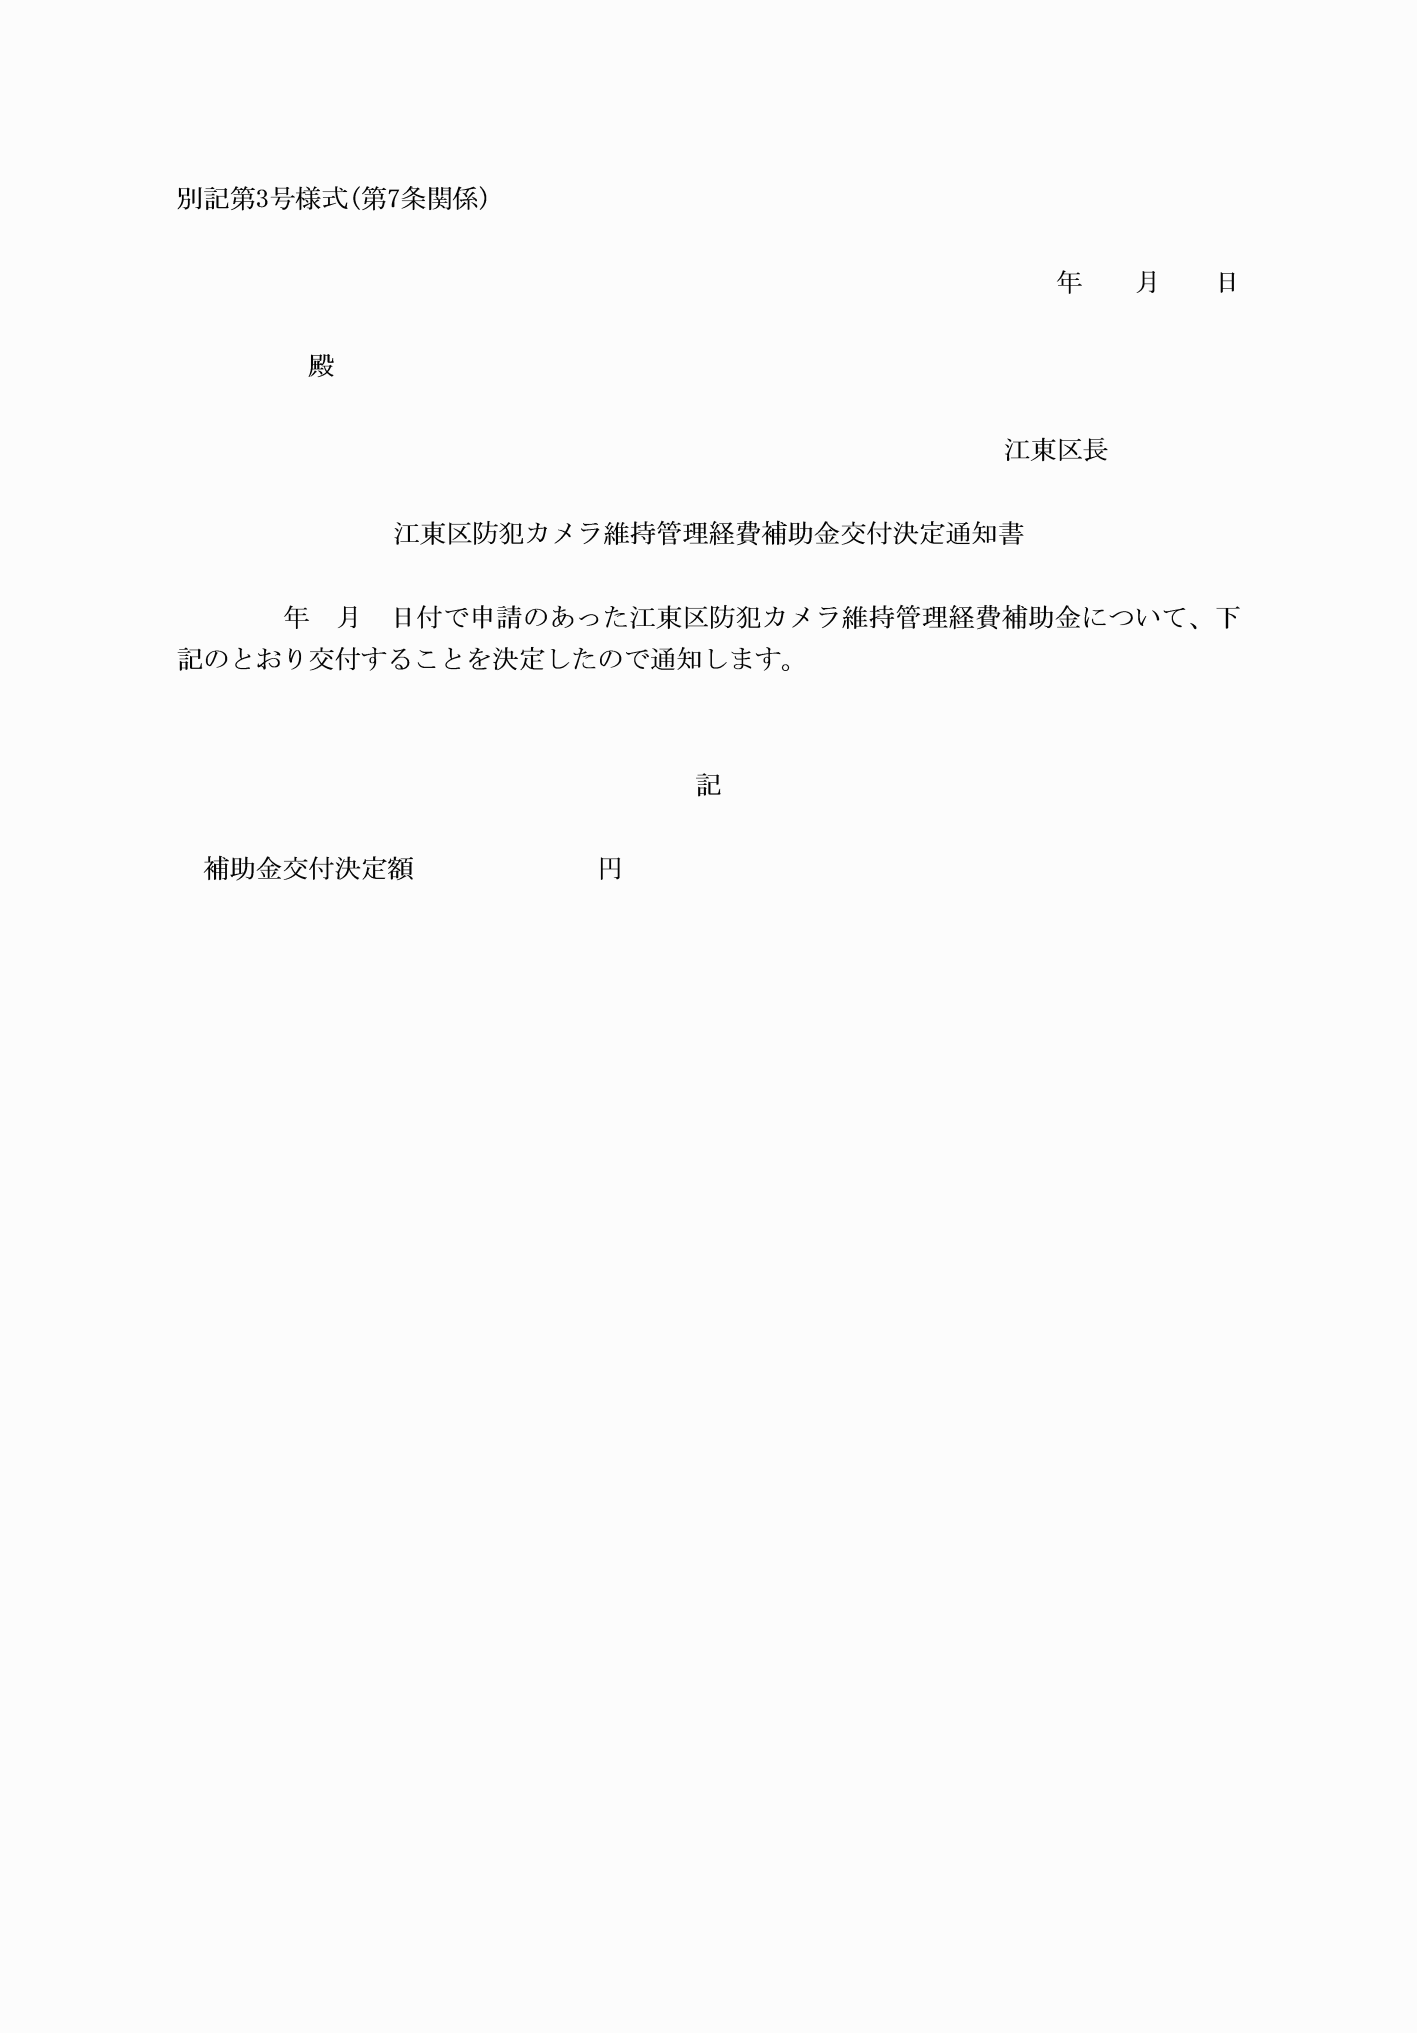 別記第3号様式(第7条関係)
年　　月　　日
殿
江東区長
江東区防犯カメラ維持管理経費補助金交付決定通知書
年　月　日付で申請のあった江東区防犯カメラ維持管理経費補助金について、下
記のとおり交付することを決定したので通知します。
記
補助金交付決定額　　　　　　　円